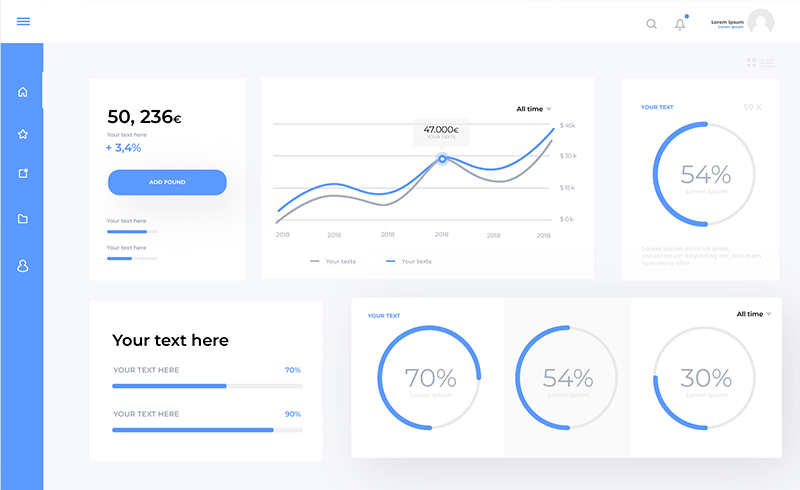 Lorem ipsum
Lorem ipsum
50, 236€
Your text here
+ 3,4%
ADD FOUND
Your text here
Your text here
All time
47.000€
YOUR TEXTS
$ 45k
$ 30 k
$ 15 k
$ 0 k
2018 2018 2018 2018 2018 2018
Your texts Your texts
YOUR TEXT 50 K
54%
Lorem ipsum
Lorem ipsum dolor sit amet,
consectetuer adipiscing elit, sed diam
nonummy nibh
Your text here
YOUR TEXT HERE 70%
YOUR TEXT HERE 90%
YOUR TEXT All time
70% 54% 30%
Lorem ipsum Lorem ipsum Lorem ipsum